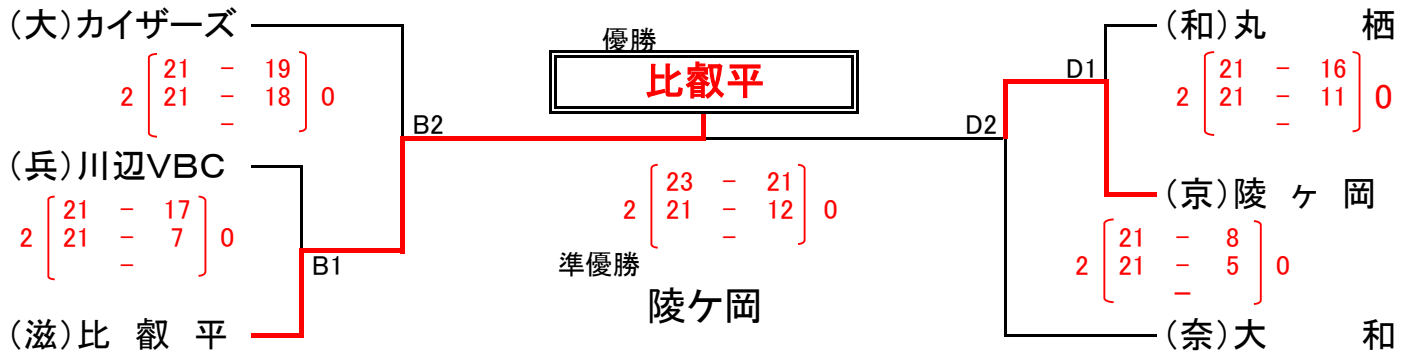 (大)カイザーズ
2 21 - 19 0
21 - 18
-
(兵)川辺VBC
2 21 - 17 0
21 - 7
-
(滋)比 叡 平
B2
B1
優勝
比叡平
23 - 21
2 21 - 12 0
-
準優勝
陵ケ岡
D1
D2
(和)丸 栖
21 - 16
2 21 - 11 0
-
(京)陵 ヶ 岡
21 - 8
2 21 - 5 0
-
(奈)大 和